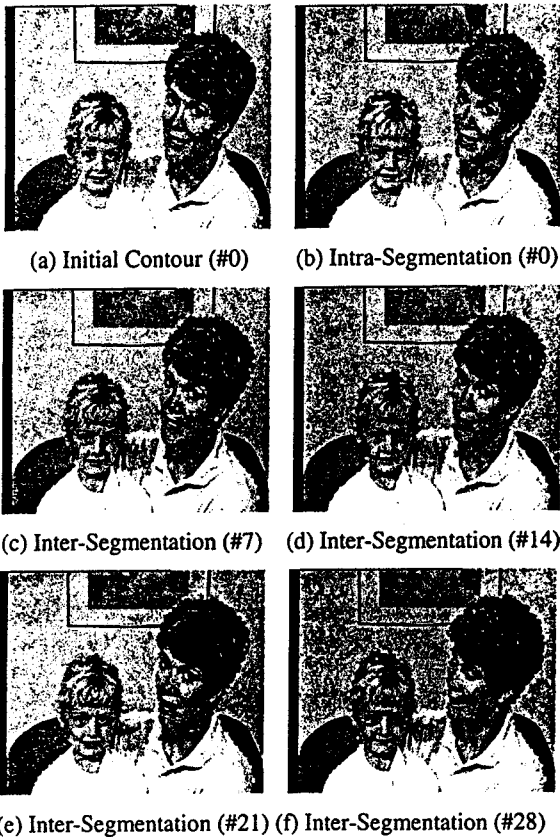 (a) Initial Contour (#0) (b) Intra-Segmentation (#0)
(c) Inter-Segmentation (#7) (d) Inter-Segmentation (#14)
(e) Inter-Segmentation (#21) (f) Inter-Segmentation (#28)